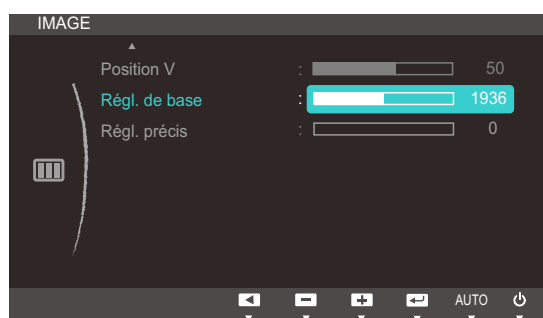 IMAGE
Position V : 50
Régl. de base : 1936
Régl. précis : 0
AUTO